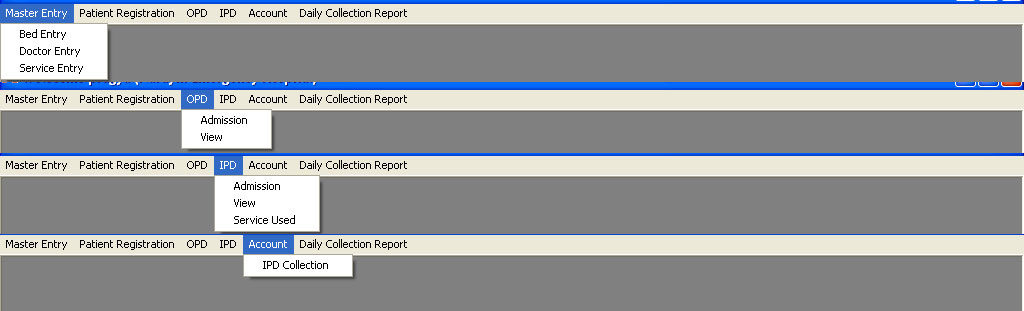 Master Entry Patient Registration OPD IPD Account Daily Collection Report
Bed Entry
Doctor Entry
Service Entry
Master Entry Patient Registration OPD IPD Account Daily Collection Report
Admission
View
Master Entry Patient Registration OPD IPD Account Daily Collection Report
Admission
View
Service Used
Master Entry Patient Registration OPD IPD Account Daily Collection Report
IPD Collection